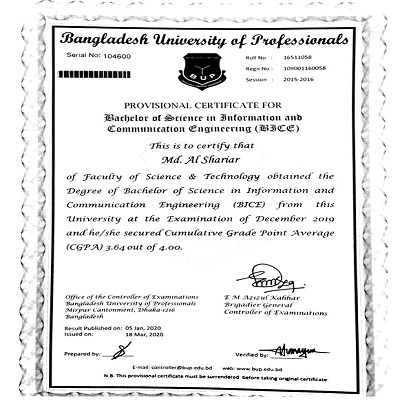 Bangladesh University of Professionals
Serial No: 104600
BUP
Roll No : 16511058
Regn No : 109001160058
Session : 2015-2016
PROVISIONAL CERTIFICATE FOR
Bachelor of Science in Information and
Communication Engineering (BICE)
This is to certify that
Md. Al Shariar
of Faculty of Science & Technology obtained the
Degree of Bachelor of Science in Information and
Communication Engineering (BICE) from this
University at the Examination of December 2019
and he/she secured Cumulative Grade Point Average
(CGPA) 3.64 out of 4.00.
Office of the Controller of Examinations
Bangladesh University of Professionals
Mirpur Cantonment, Dhaka-1216
Bangladesh
E M Azizul Kahhar
Brigadier General
Controller of Examinations
Result Published on: 05 Jan, 2020
Issued on: 18 Mar, 2020
Prepared by:
Verified by:
E-mail: controller@bup.edu.bd web: www.bup.edu.bd
N.B. This provisional certificate must be surrendered before taking original certificate.